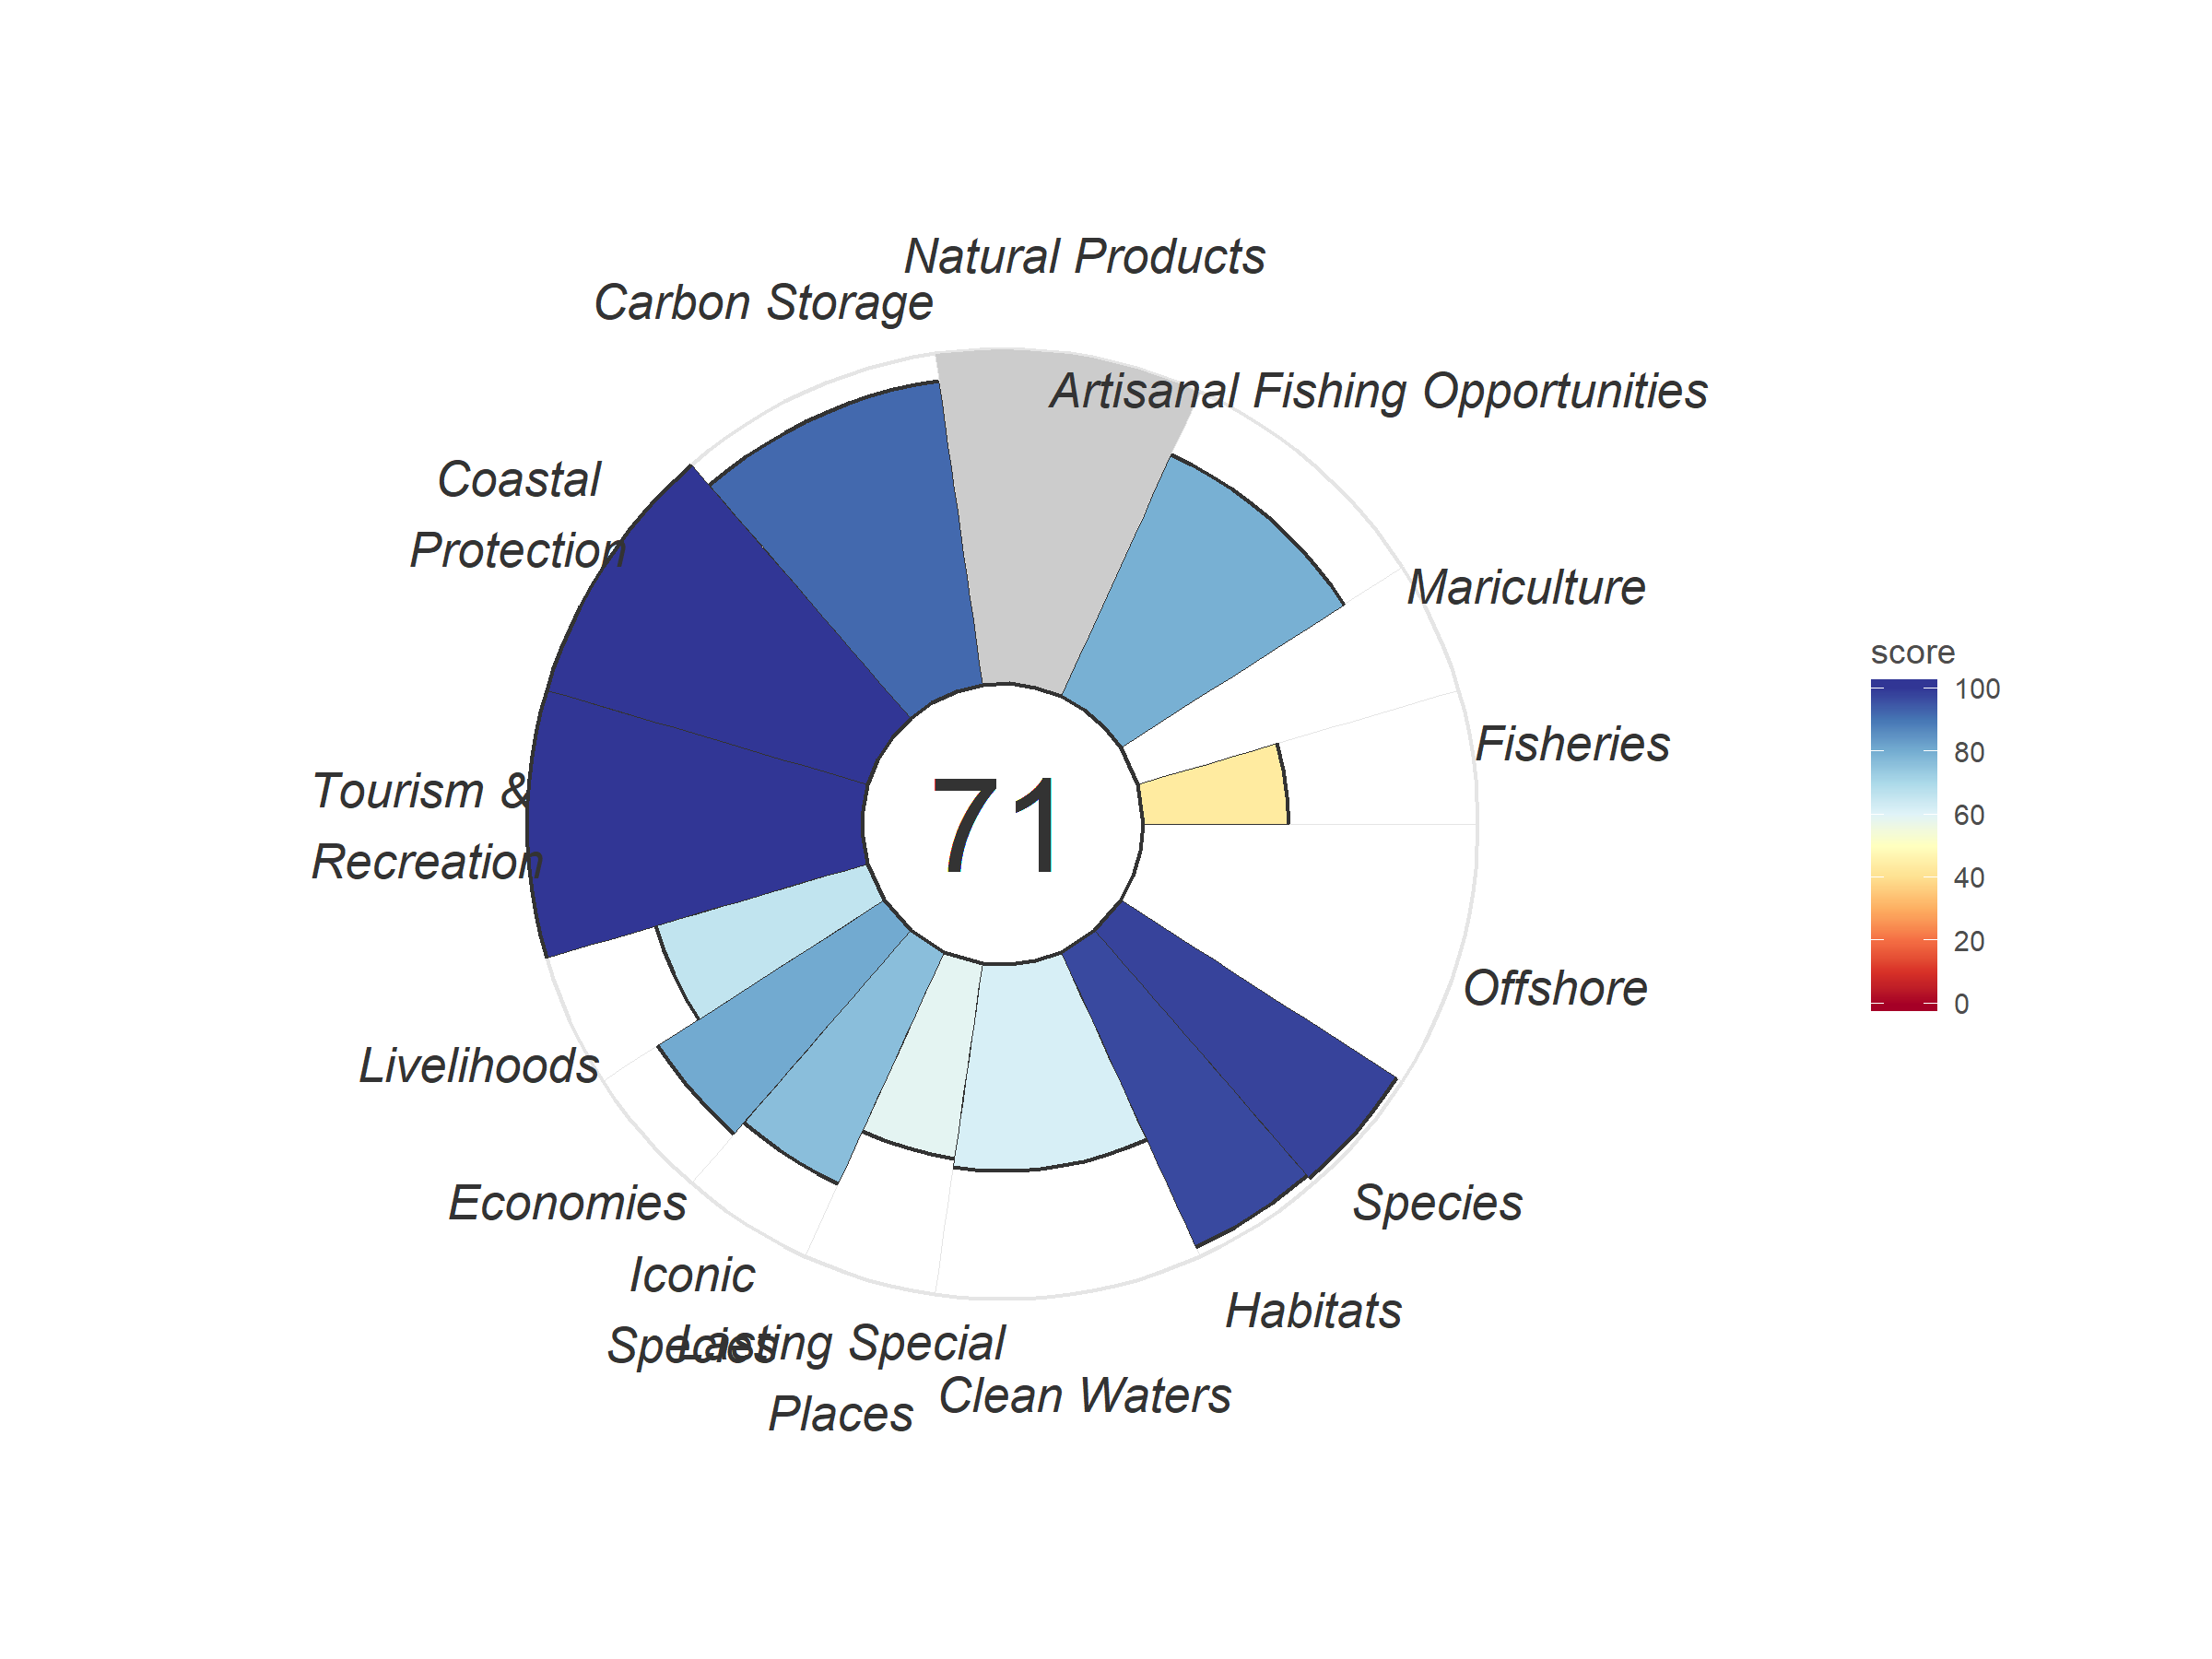 Natural Products
Carbon Storage
Artisanal Fishing Opportunities
Coastal
Protection
Mariculture
Fisheries
Tourism &
Recreation
71
Offshore
Livelihoods
Economies
Species
Iconic
Species
Habitats
Lasting Special
Places
Clean Waters
score
100
80
60
40
20
0